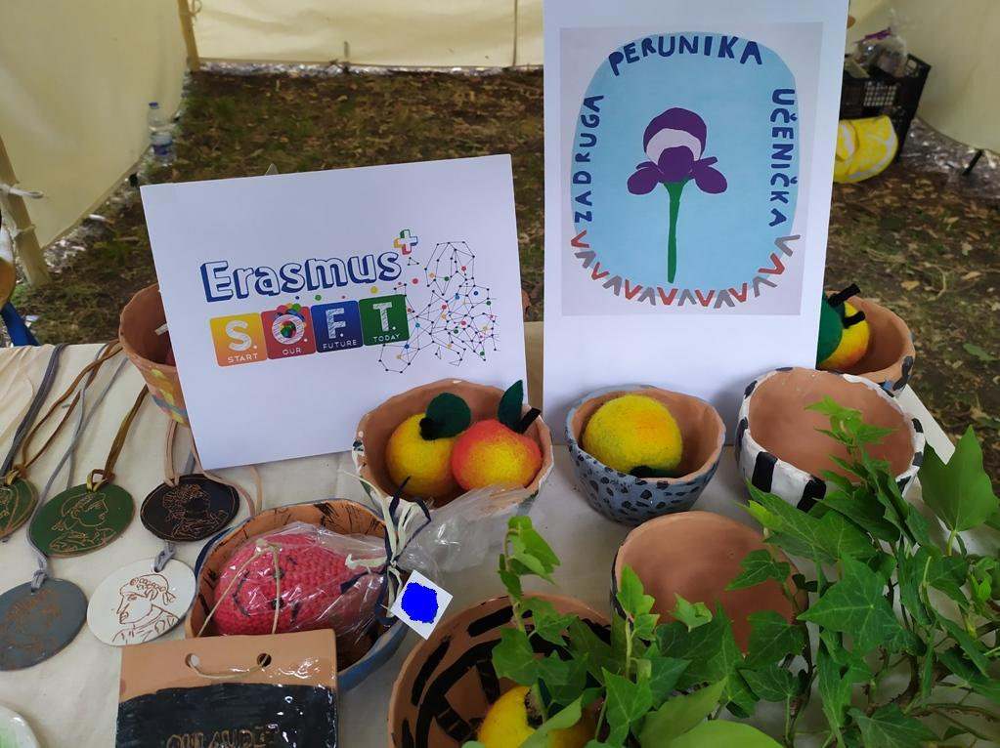 Erasmus+
S. O. F. T.
START OUR FUTURE TODAY
PERUNIKA
ZADRUGA
UČENIČKA